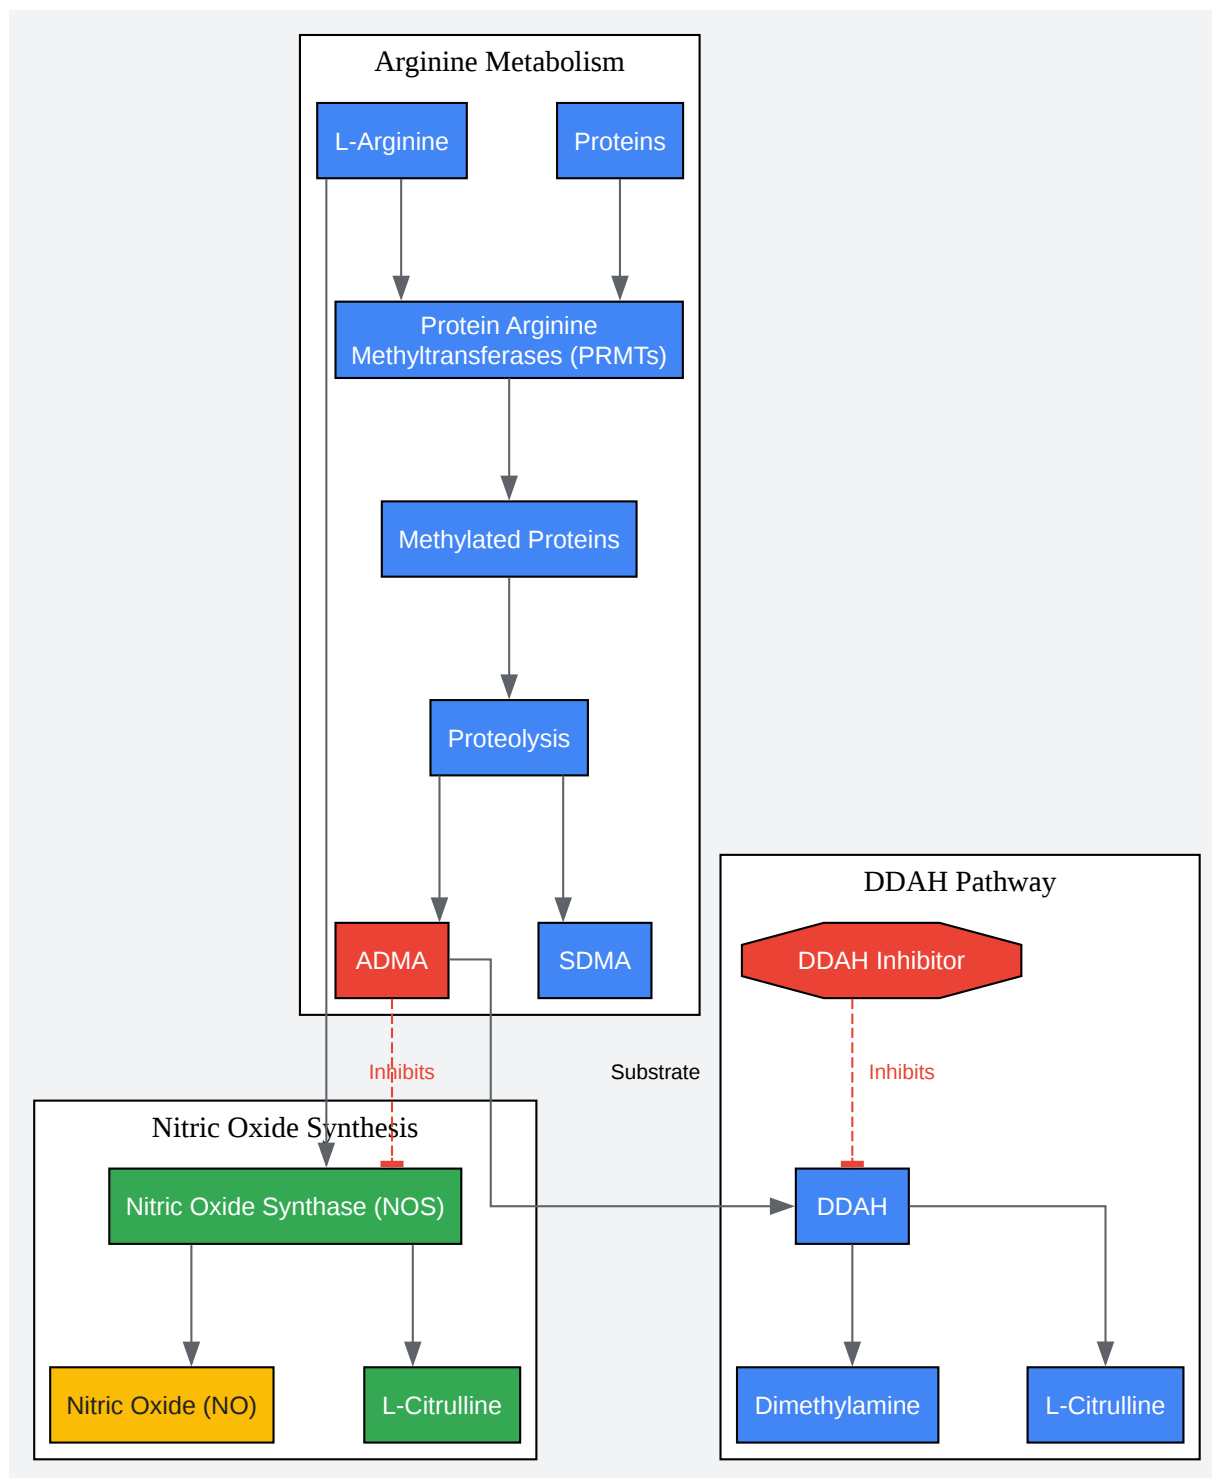 Arginine Metabolism
L-Arginine
Proteins
Protein Arginine
Methyltransferases (PRMTs)
Methylated Proteins
Proteolysis
ADMA
SDMA
DDAH Pathway
DDAH Inhibitor
Inhibits
Substrate
Inhibits
Nitric Oxide Synthesis
Nitric Oxide Synthase (NOS)
DDAH
Nitric Oxide (NO)
L-Citrulline
Dimethylamine
L-Citrulline